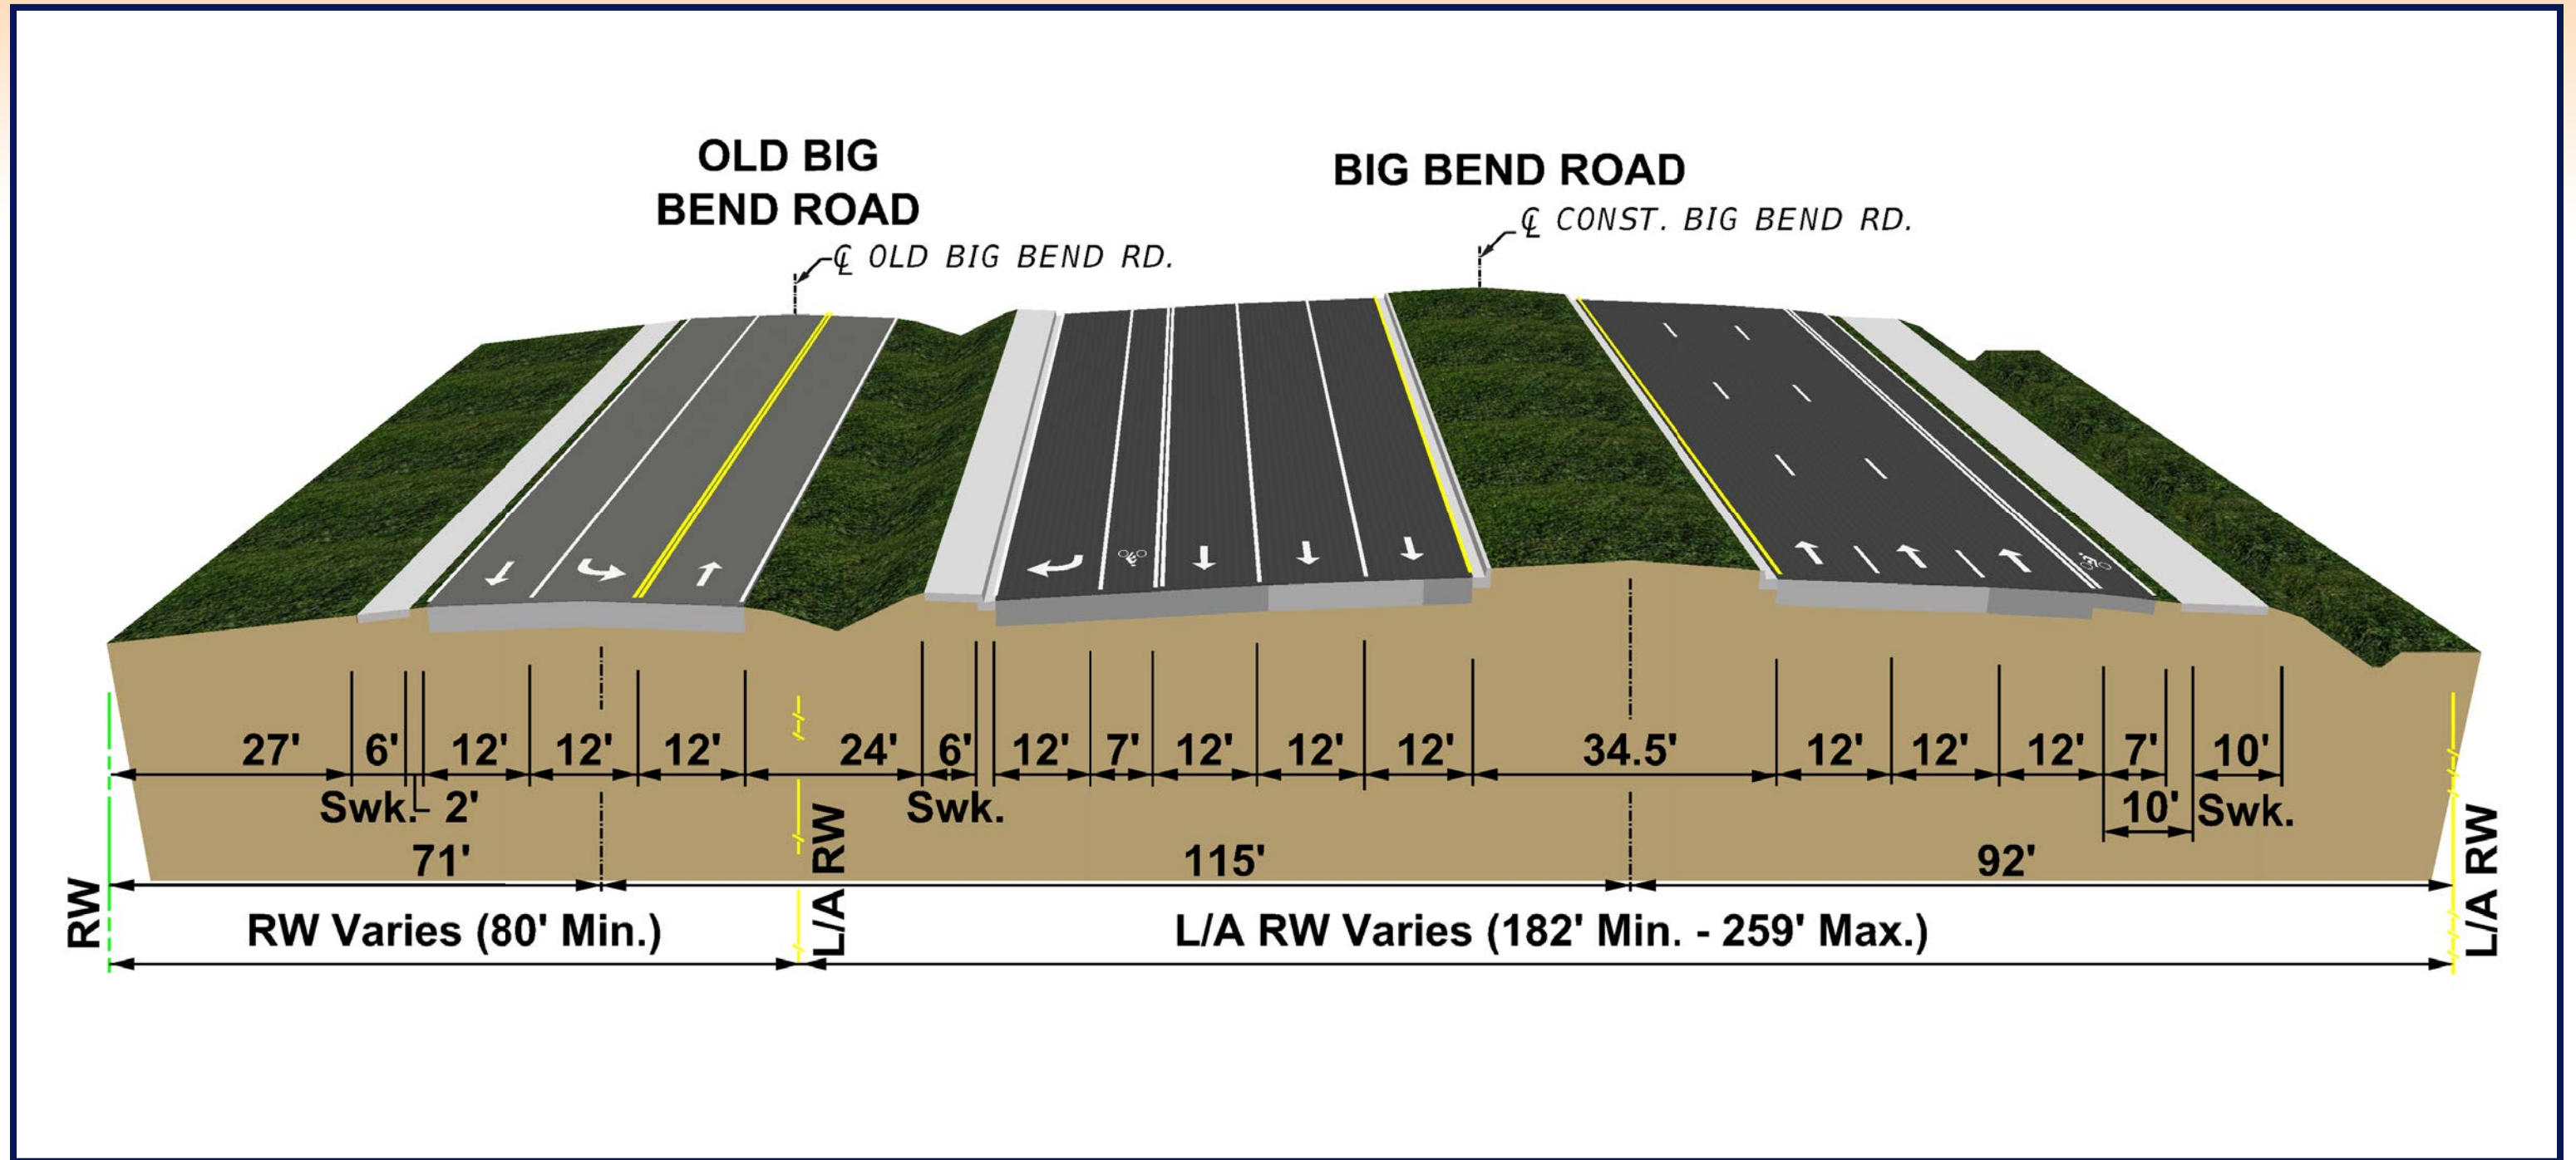 OLD BIG
BEND ROAD
BIG BEND ROAD
℄ OLD BIG BEND RD.
℄ CONST. BIG BEND RD.
27' 6' 12' 12' 12' 24' 6' 12' 7' 12' 12' 12' 34.5' 12' 12' 12' 7' 10'
Swk. 2' Swk. 10' Swk.
71' 115' 92'
RW
L/A RW
L/A RW
RW Varies (80' Min.) L/A RW Varies (182' Min. - 259' Max.)